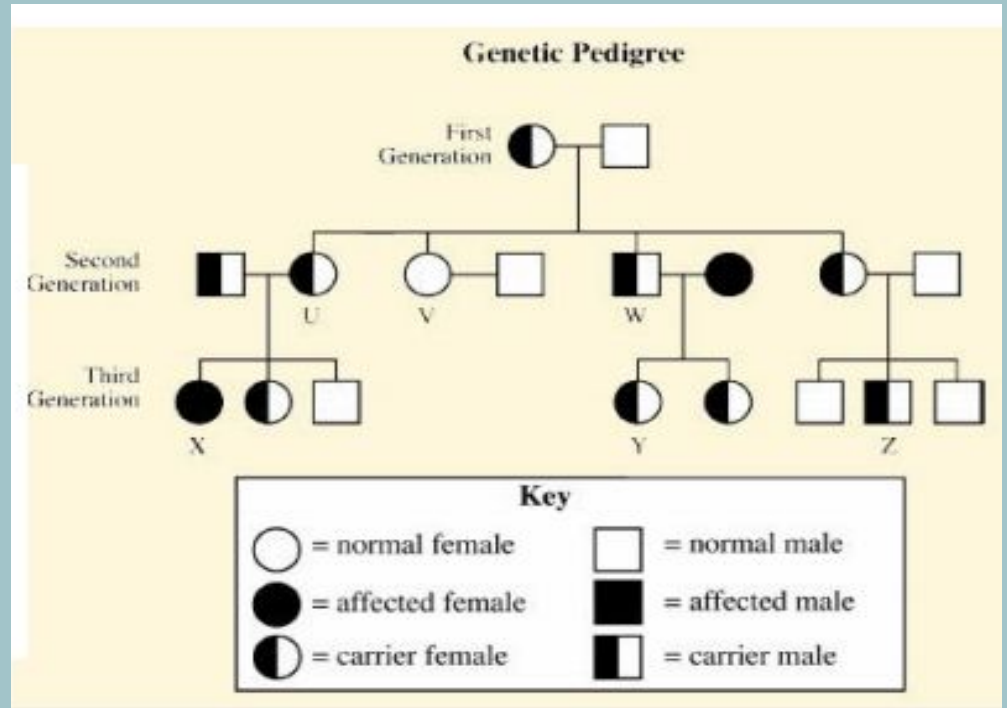 Genetic Pedigree
First
Generation
Second
Generation
U V W
Third
Generation
X Y Z
Key
= normal female = normal male
= affected female = affected male
= carrier female = carrier male